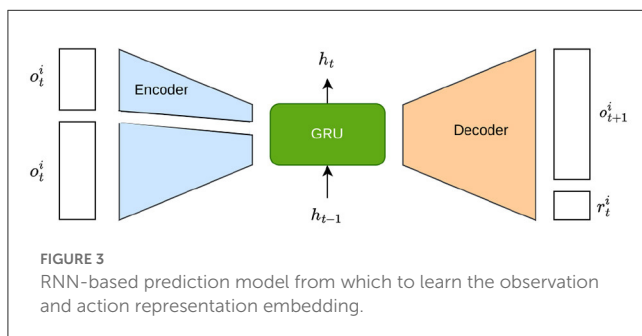 o_t^i
Encoder
o_t^i
h_t
GRU
h_{t-1}
Decoder
o_{t+1}^i
r_t^i
FIGURE 3
RNN-based prediction model from which to learn the observation
and action representation embedding.